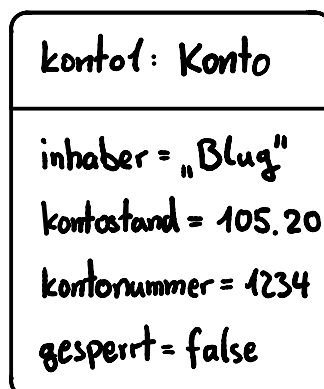 konto1: Konto
inhaber = „Blug"
kontostand = 105.20
kontonummer = 1234
gesperrt = false